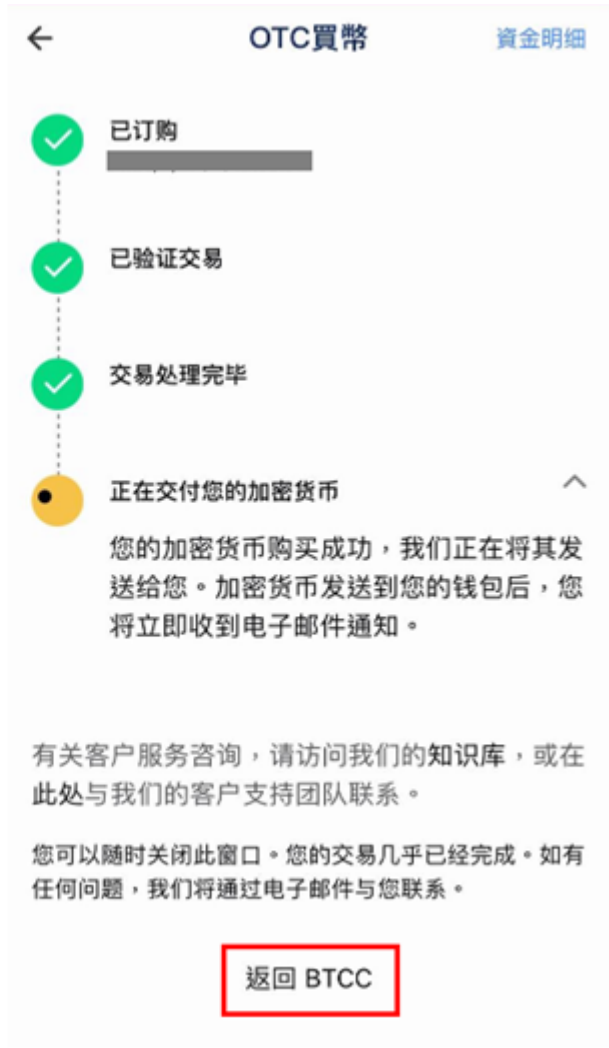 OTC買幣
資金明细
已订购
已验证交易
交易处理完毕
正在交付您的加密货币
您的加密货币购买成功，我们正在将其发
送给您。加密货币发送到您的钱包后，您
将立即收到电子邮件通知。
有关客户服务咨询，请访问我们的知识库，或在
此处与我们的客户支持团队联系。
您可以随时关闭此窗口。您的交易几乎已经完成。如有
任何问题，我们将通过电子邮件与您联系。
返回 BTCC